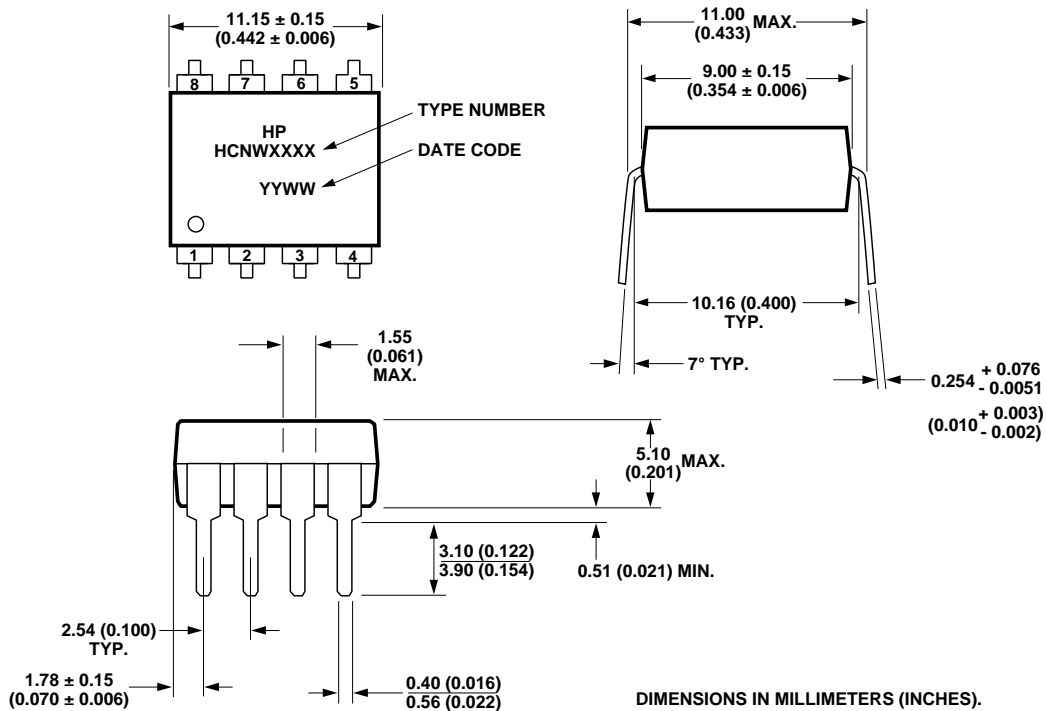 11.15 ± 0.15
(0.442 ± 0.006)
8 7 6 5
HP
HCNWXXXX
YYWW
TYPE NUMBER
DATE CODE
1 2 3 4
11.00
(0.433) MAX.
9.00 ± 0.15
(0.354 ± 0.006)
10.16 (0.400)
TYP.
7° TYP.
0.254 + 0.076
- 0.0051
(0.010 + 0.003)
- 0.002)
1.55
(0.061)
MAX.
5.10
(0.201) MAX.
3.10 (0.122)
3.90 (0.154)
0.51 (0.021) MIN.
2.54 (0.100)
TYP.
1.78 ± 0.15
(0.070 ± 0.006)
0.40 (0.016)
0.56 (0.022)
DIMENSIONS IN MILLIMETERS (INCHES).